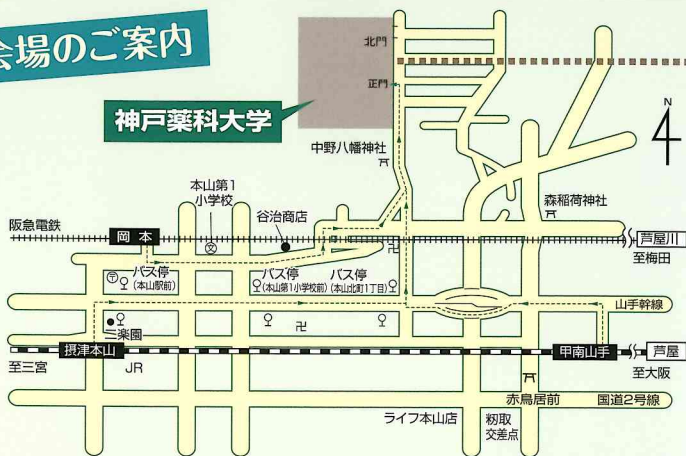 会場のご案内
北門
正門
神戸薬科大学
N
中野八幡神社
本山第1
小学校
谷治商店
森稲荷神社
阪急電鉄
岡本
芦屋川
至梅田
バス停
(本山駅前)
バス停
(本山第1小学校前)
バス停
(本山北町1丁目)
山手幹線
三楽園
摂津本山
甲南山手
芦屋
至三宮
JR
至大阪
赤鳥居前
国道2号線
ライフ本山店
籾取
交差点